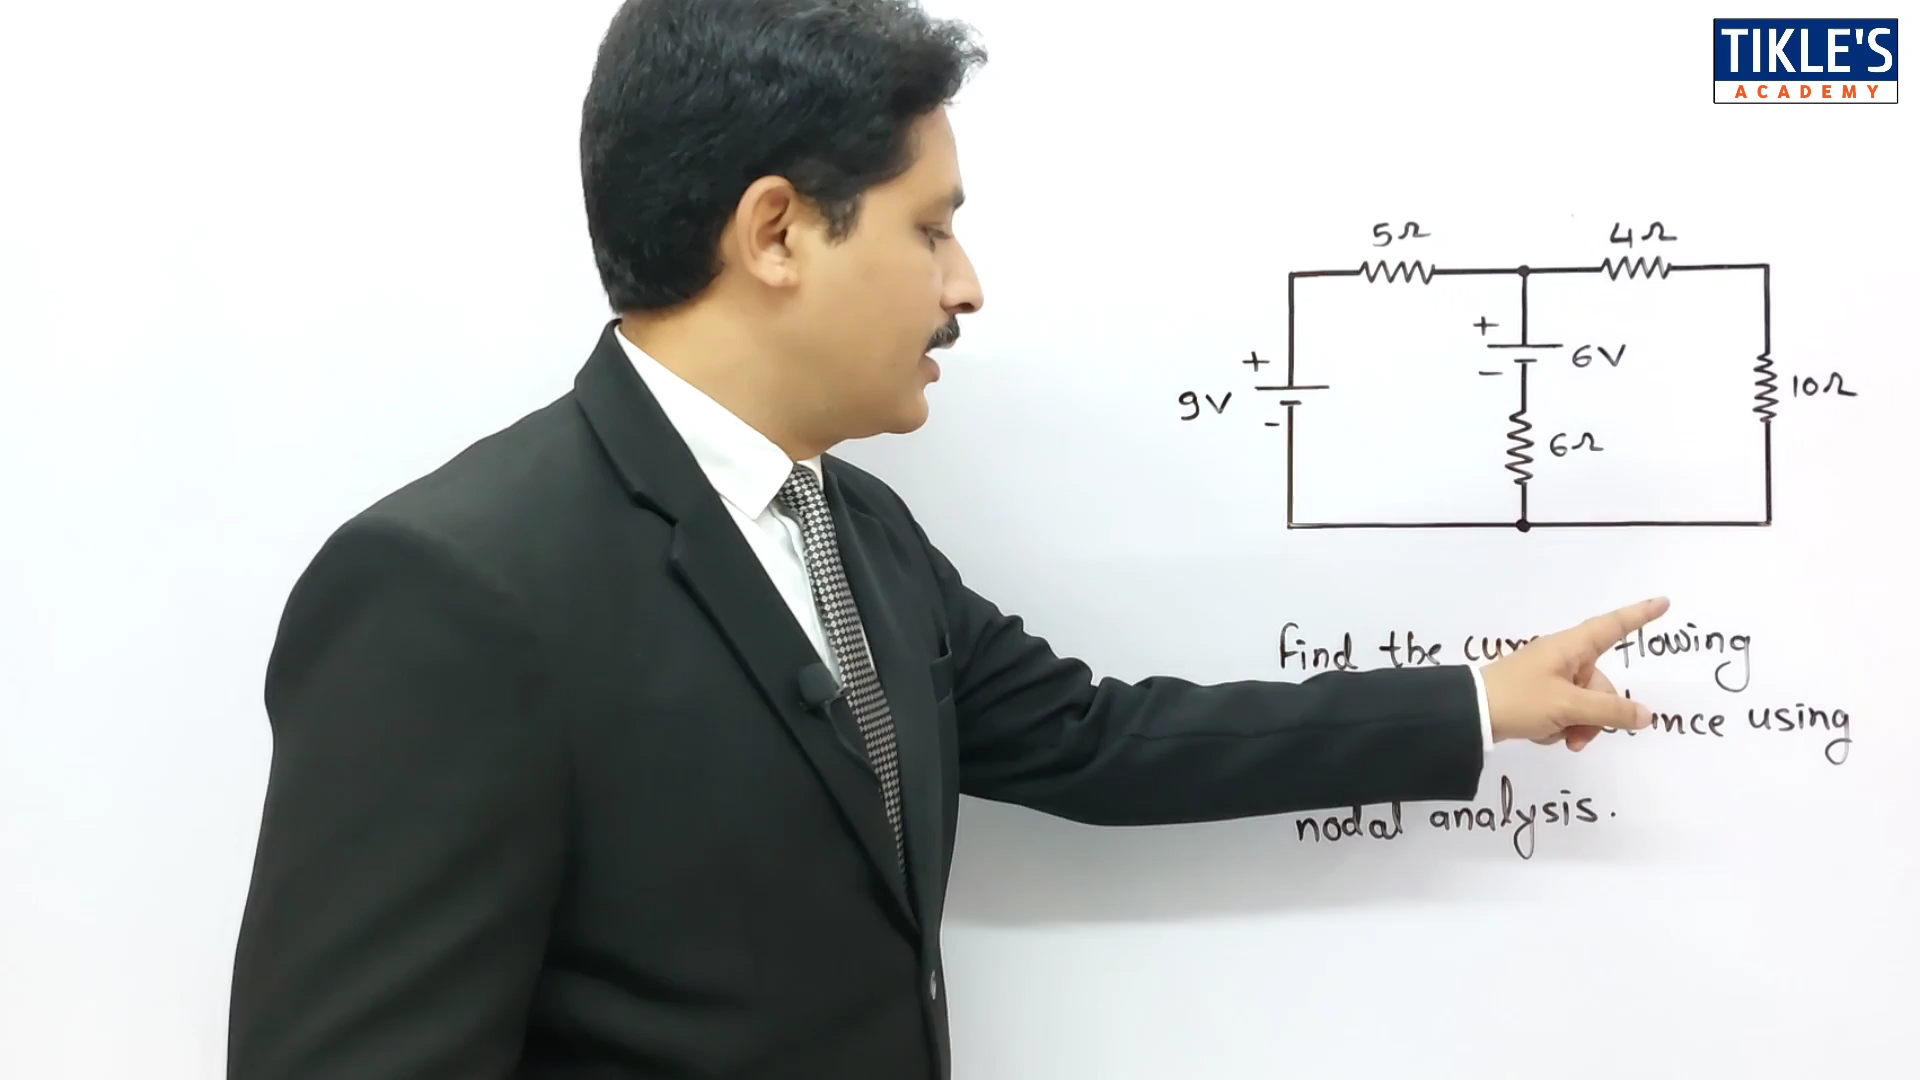 TIKLE'S
ACADEMY
5Ω
4Ω
+
+
6V
-
10Ω
9V
-
6Ω
find the flowing
using
nodal analysis.